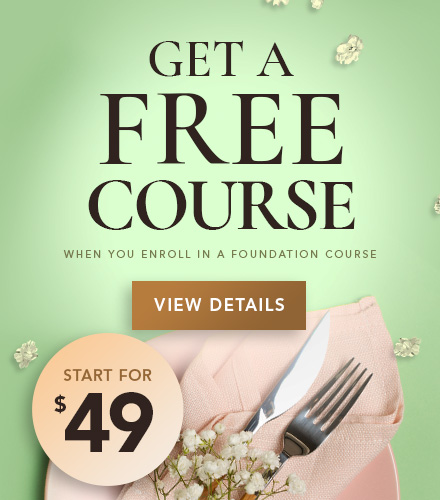 GET A
FREE
COURSE
WHEN YOU ENROLL IN A FOUNDATION COURSE
VIEW DETAILS
START FOR
$49